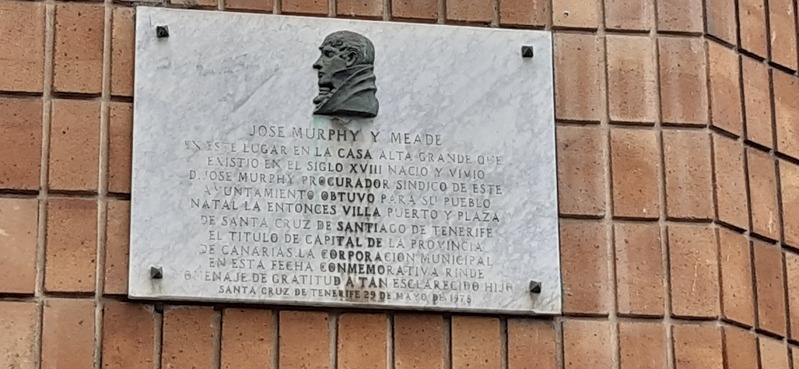 JOSE MURPHY Y MEADE
EN ESTE LUGAR EN LA CASA ALTA GRANDE QUE
EXISTIO EN EL SIGLO XVIII NACIO Y VIVIO
D. JOSE MURPHY PROCURADOR SINDICO DE ESTE
AYUNTAMIENTO OBTUVO PARA SU PUEBLO
NATAL LA ENTONCES VILLA PUERTO Y PLAZA
DE SANTA CRUZ DE SANTIAGO DE TENERIFE
EL TITULO DE CAPITAL DE LA PROVINCIA
DE CANARIAS. LA CORPORACION MUNICIPAL
EN ESTA FECHA CONMEMORATIVA RINDE
OMENAJE DE GRATITUD A TAN ESCLARECIDO HIJO
SANTA CRUZ DE TENERIFE 29 DE MAYO DE 1978